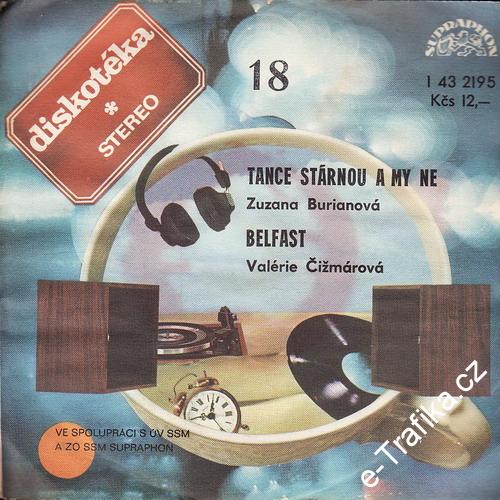 diskotéka
*
STEREO
18
SUPRAPHON
1 43 2195
Kčs 12,—
TANCE STÁRNOU A MY NE
Zuzana Burianová
BELFAST
Valérie Čižmárová
VE SPOLUPRÁCI S ÚV SSM
A ZO SSM SUPRAPHON
e-Trafika.cz